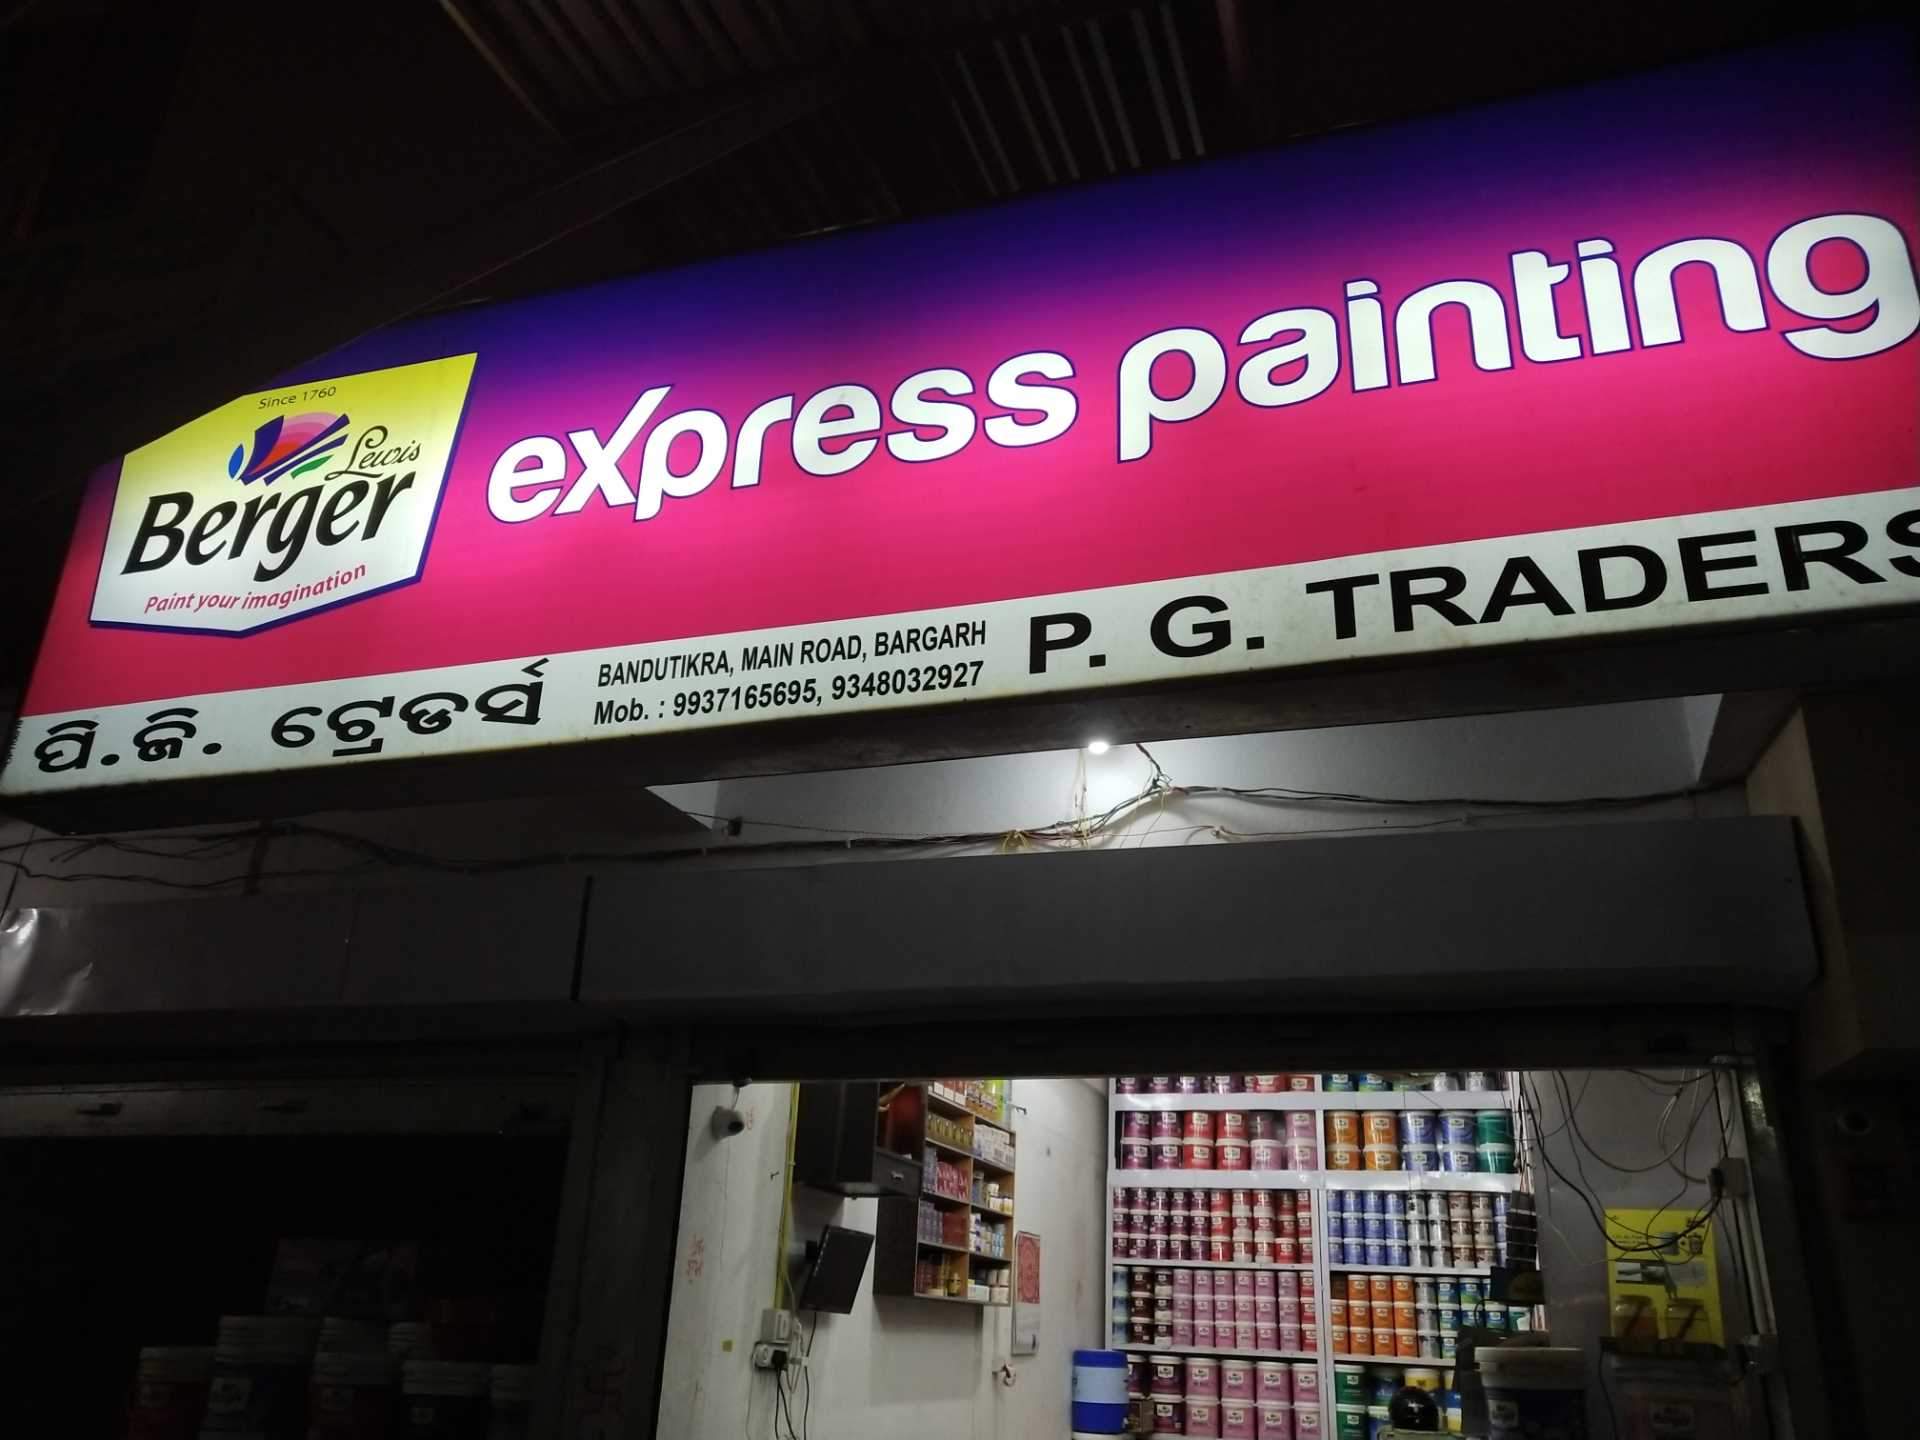 Since 1760
Lewis
Berger
Paint your imagination
express painting
ପି.ଜି. ଟ୍ରେଡର୍ସ
BANDUTIKRA, MAIN ROAD, BARGARH
Mob. : 9937165695, 9348032927
P. G. TRADERS